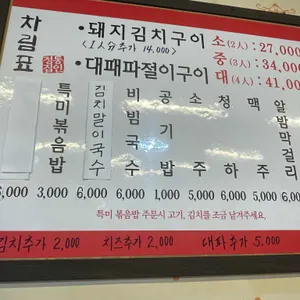 차림표
• 돼지김치구이 소(2인) : 27,000
(1人分추가 14,000) 중(3人) : 34,000
• 대패파절이구이 대(4人) : 41,000
특미볶음밥 김치말이국수 비빔국수 공기밥 소주 청하 맥주 알밤막걸리
3,000 6,000 6,000 1,000 5,000 6,000 5,000 6,000
특미 볶음밥 주문시 고기, 김치를 조금 남겨주세요.
김치추가 2,000 치즈추가 2,000 대파추가 5.000